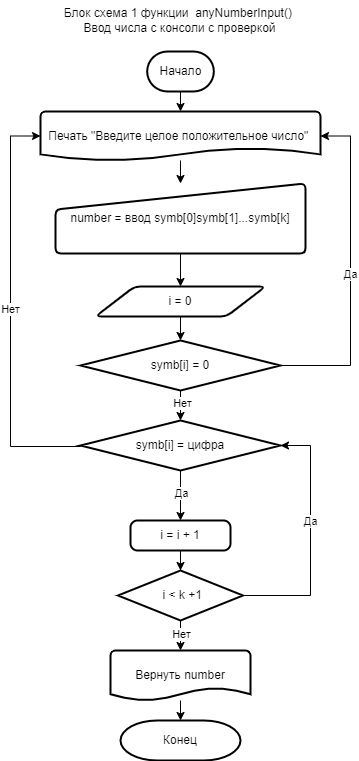 Блок схема 1 функции anyNumberInput()
Ввод числа с консоли с проверкой
Начало
Печать "Введите целое положительное число"
number = ввод symb[0]symb[1]...symb[k]
i = 0
symb[i] = 0
Да
Нет
Нет
symb[i] = цифра
Да
i = i + 1
Да
i < k +1
Нет
Вернуть number
Конец